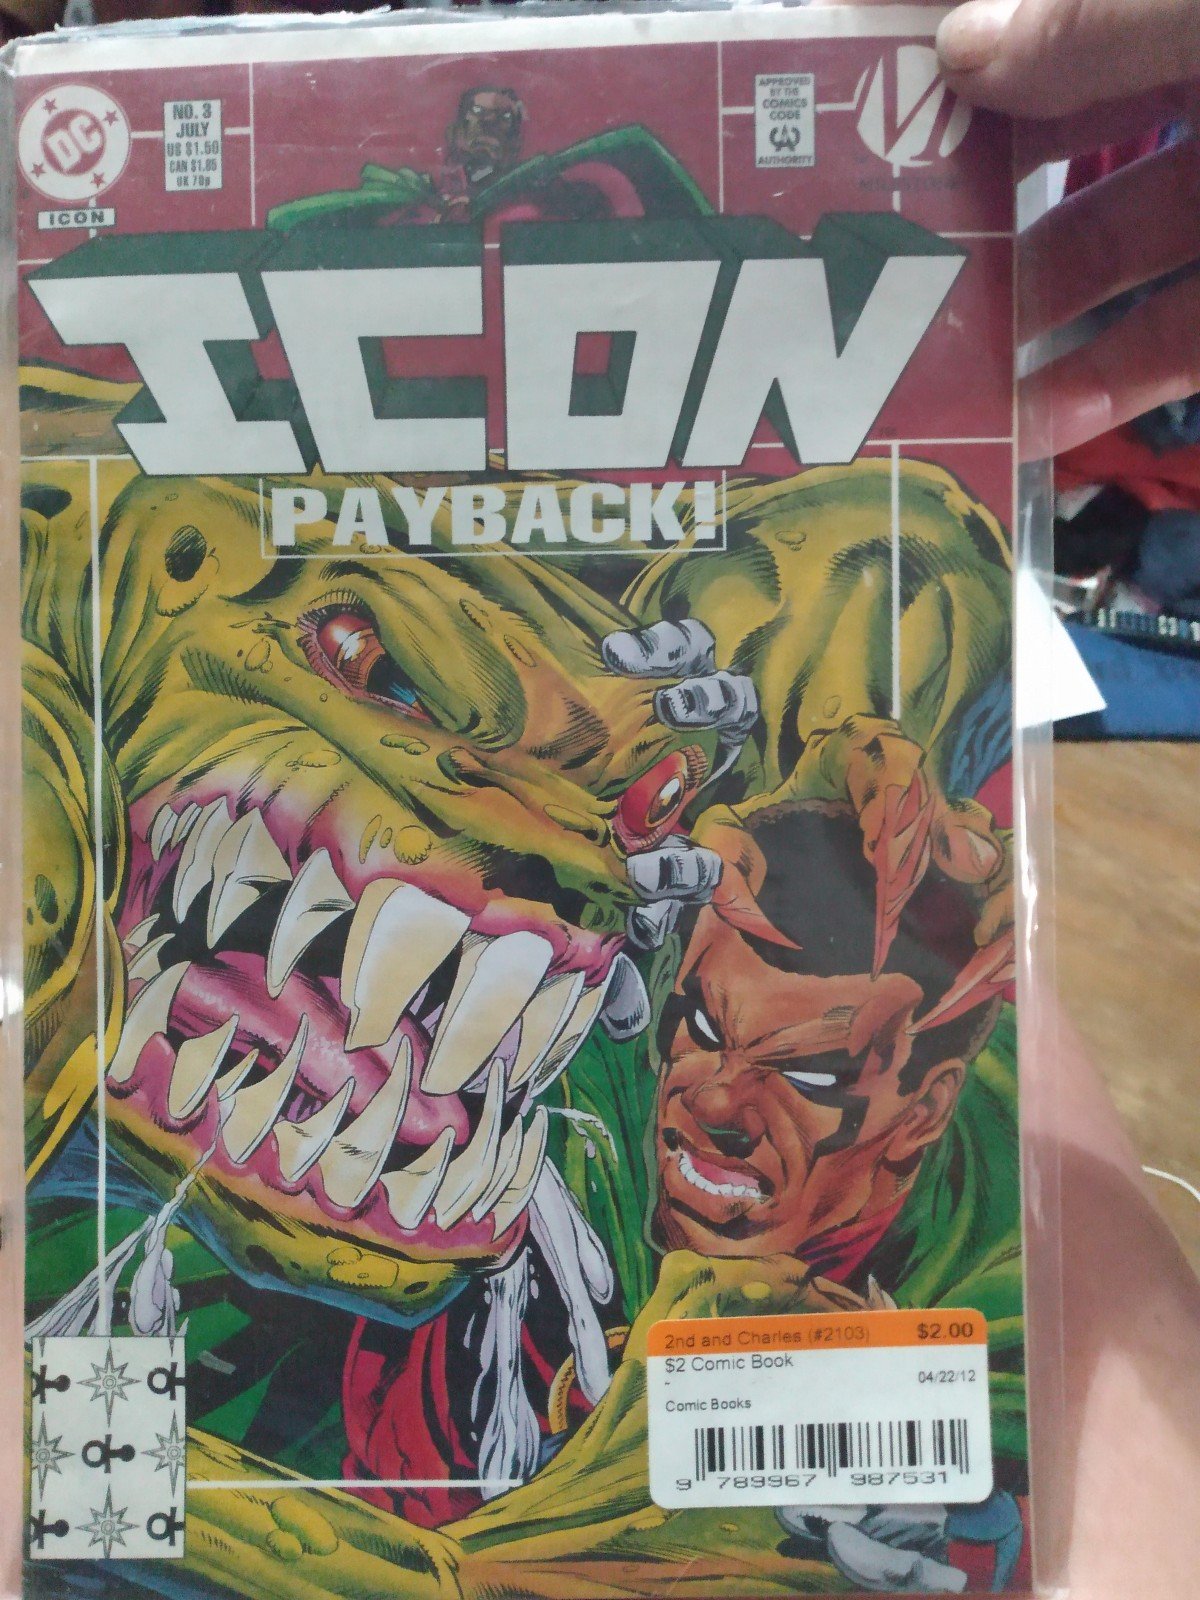 DC
ICON
NO. 3
JULY
US $1.50
CAN $1.85
UK 70p
APPROVED
BY THE
COMICS
CODE
AUTHORITY
ICON
PAYBACK!
2nd and Charles (#2103) $2.00
$2 Comic Book
- 04/22/12
Comic Books
9 789967 987531